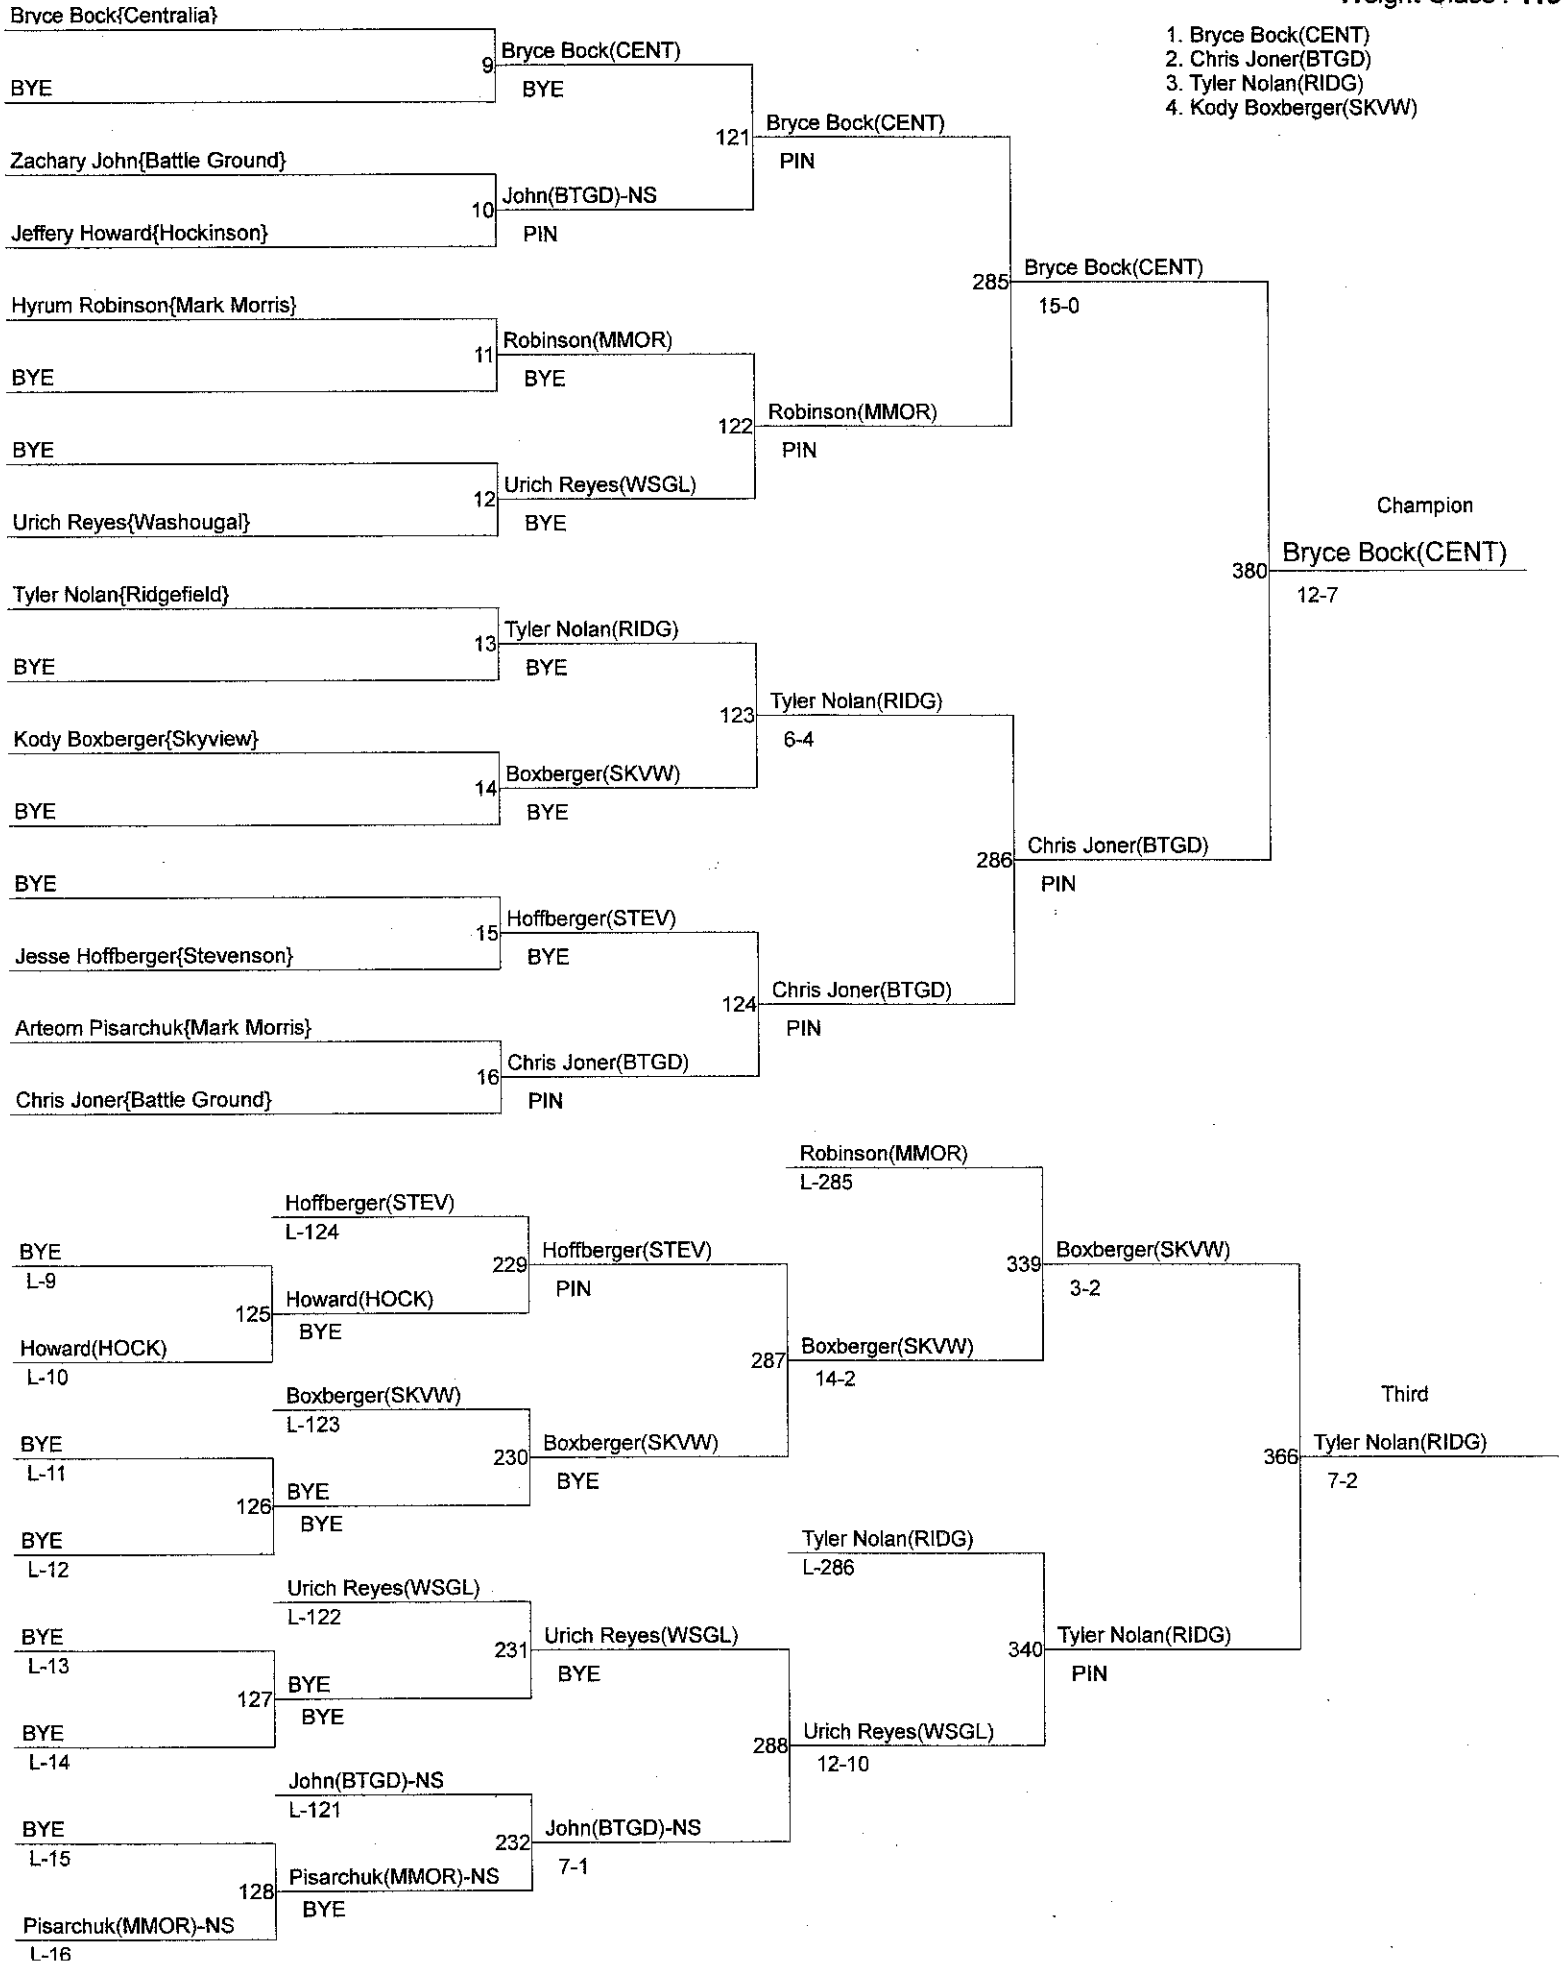 Bryce Bock{Centralia}
1. Bryce Bock(CENT)
2. Chris Joner(BTGD)
3. Tyler Nolan(RIDG)
4. Kody Boxberger(SKVW)
9 Bryce Bock(CENT)
BYE
BYE
121 Bryce Bock(CENT)
PIN
Zachary John{Battle Ground}
10 John(BTGD)-NS
PIN
Jeffery Howard{Hockinson}
285 Bryce Bock(CENT)
15-0
Hyrum Robinson{Mark Morris}
11 Robinson(MMOR)
BYE
BYE
122 Robinson(MMOR)
PIN
BYE
12 Urich Reyes(WSGL)
BYE
Urich Reyes{Washougal}
Champion
380 Bryce Bock(CENT)
12-7
Tyler Nolan{Ridgefield}
13 Tyler Nolan(RIDG)
BYE
BYE
123 Tyler Nolan(RIDG)
6-4
Kody Boxberger{Skyview}
14 Boxberger(SKVW)
BYE
BYE
286 Chris Joner(BTGD)
PIN
BYE
15 Hoffberger(STEV)
BYE
Jesse Hoffberger{Stevenson}
124 Chris Joner(BTGD)
PIN
Arteom Pisarchuk{Mark Morris}
16 Chris Joner(BTGD)
PIN
Chris Joner{Battle Ground}
Robinson(MMOR)
L-285
Hoffberger(STEV)
L-124
BYE
L-9
229 Hoffberger(STEV)
PIN
339 Boxberger(SKVW)
3-2
125 Howard(HOCK)
BYE
Howard(HOCK)
L-10
287 Boxberger(SKVW)
14-2
Boxberger(SKVW)
L-123
Third
BYE
L-11
230 Boxberger(SKVW)
BYE
366 Tyler Nolan(RIDG)
7-2
126 BYE
BYE
BYE
L-12
Tyler Nolan(RIDG)
L-286
Urich Reyes(WSGL)
L-122
BYE
L-13
231 Urich Reyes(WSGL)
BYE
340 Tyler Nolan(RIDG)
PIN
127 BYE
BYE
BYE
L-14
288 Urich Reyes(WSGL)
12-10
John(BTGD)-NS
L-121
BYE
L-15
232 John(BTGD)-NS
7-1
128 Pisarchuk(MMOR)-NS
BYE
Pisarchuk(MMOR)-NS
L-16